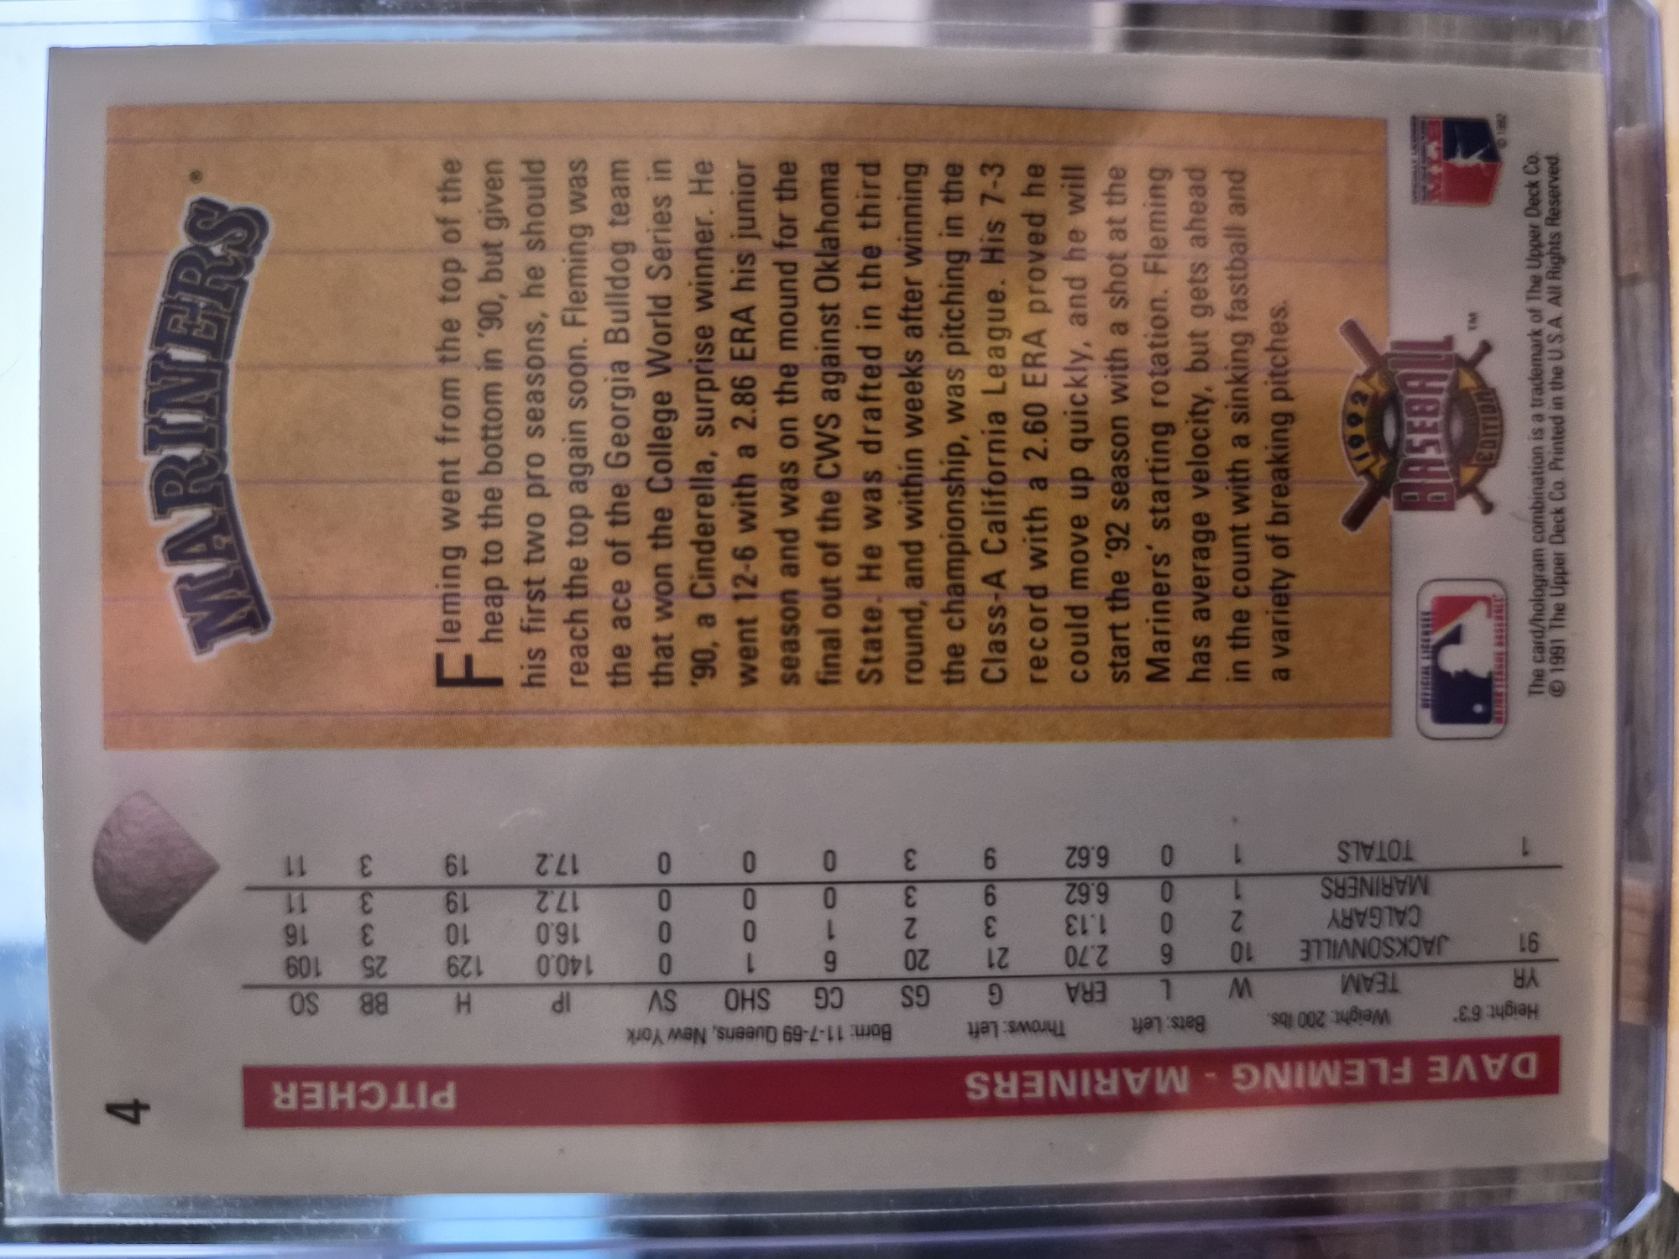 4
MARINERS
Fleming went from the top of the
heap to the bottom in '90, but given
his first two pro seasons, he should
reach the top again soon. Fleming was
the ace of the Georgia Bulldog team
that won the College World Series in
'90, a Cinderella, surprise winner. He
went 12-6 with a 2.86 ERA his junior
season and was on the mound for the
final out of the CWS against Oklahoma
State. He was drafted in the third
round, and within weeks after winning
the championship, was pitching in the
Class-A California League. His 7-3
record with a 2.60 ERA proved he
could move up quickly, and he will
start the '92 season with a shot at the
Mariners' starting rotation. Fleming
has average velocity, but gets ahead
in the count with a sinking fastball and
a variety of breaking pitches.
1992
BASEBALL ™
EDITION
OFFICIAL LICENSEE
MAJOR LEAGUE BASEBALL
© 1992
The card/hologram combination is a trademark of The Upper Deck Co.
© 1991 The Upper Deck Co. Printed in the U.S.A. All Rights Reserved
DAVE FLEMING - MARINERS PITCHER
Height: 6'3" Weight: 200 lbs. Bats: Left Throws: Left Born: 11-7-69 Queens, New York
YR TEAM W L ERA G GS CG SHO SV IP H BB SO
91 JACKSONVILLE 10 6 2.70 21 20 6 1 0 140.0 129 25 109
CALGARY 2 0 1.13 3 2 1 0 0 16.0 10 3 16
MARINERS 1 0 6.62 9 3 0 0 0 17.2 19 3 11
1 TOTALS 1 0 6.62 9 3 0 0 0 17.2 19 3 11